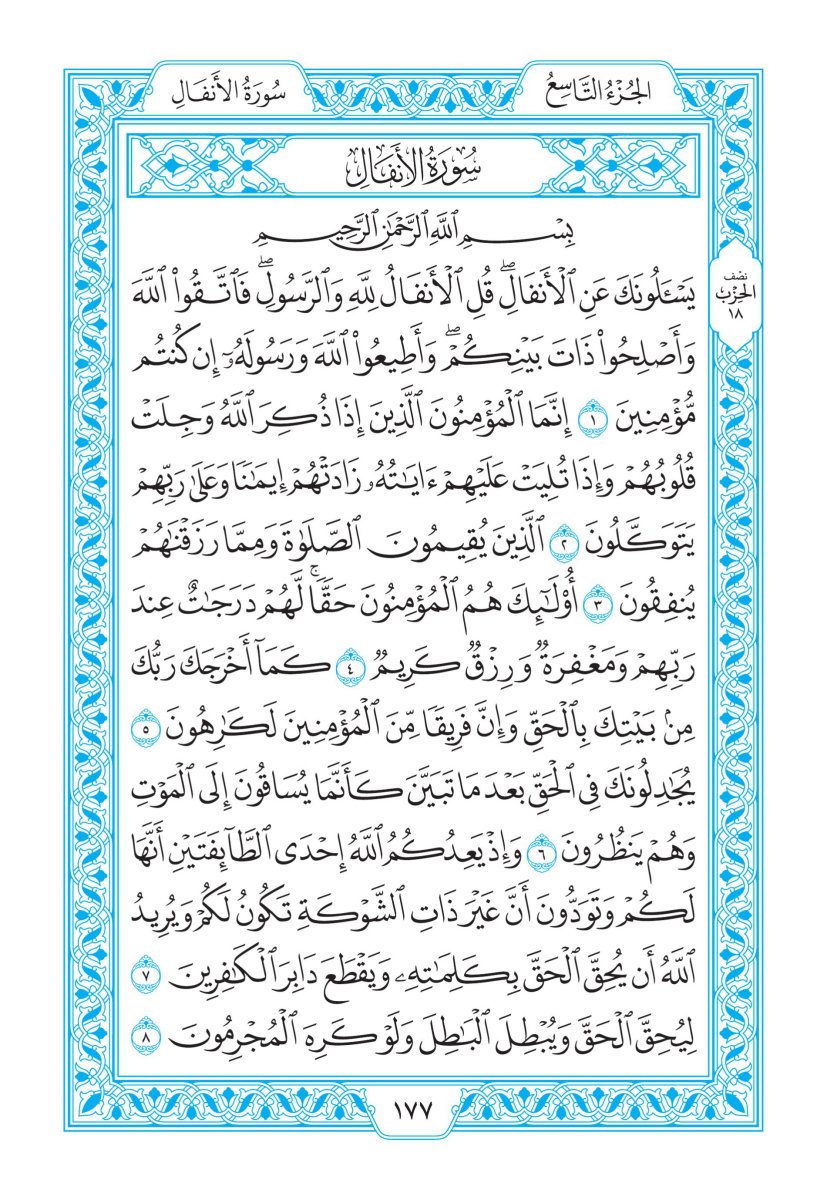 الجُزْءُ التَّاسِعُ
سُورَةُ الأَنفَالِ
سُورَةُ الأَنفَالِ
بِسْمِ ٱللَّهِ ٱلرَّحْمَٰنِ ٱلرَّحِيمِ
يَسْـَٔلُونَكَ عَنِ ٱلْأَنفَالِۖ قُلِ ٱلْأَنفَالُ لِلَّهِ وَٱلرَّسُولِۖ فَٱتَّقُوا۟ ٱللَّهَ
وَأَصْلِحُوا۟ ذَاتَ بَيْنِكُمْۖ وَأَطِيعُوا۟ ٱللَّهَ وَرَسُولَهُۥٓ إِن كُنتُم
مُّؤْمِنِينَ ١ إِنَّمَا ٱلْمُؤْمِنُونَ ٱلَّذِينَ إِذَا ذُكِرَ ٱللَّهُ وَجِلَتْ
قُلُوبُهُمْ وَإِذَا تُلِيَتْ عَلَيْهِمْ ءَايَٰتُهُۥ زَادَتْهُمْ إِيمَٰنًا وَعَلَىٰ رَبِّهِمْ
يَتَوَكَّلُونَ ٢ ٱلَّذِينَ يُقِيمُونَ ٱلصَّلَوٰةَ وَمِمَّا رَزَقْنَٰهُمْ
يُنفِقُونَ ٣ أُو۟لَٰٓئِكَ هُمُ ٱلْمُؤْمِنُونَ حَقًّاۚ لَّهُمْ دَرَجَٰتٌ عِندَ
رَبِّهِمْ وَمَغْفِرَةٌ وَرِزْقٌ كَرِيمٌ ٤ كَمَآ أَخْرَجَكَ رَبُّكَ
مِنۢ بَيْتِكَ بِٱلْحَقِّ وَإِنَّ فَرِيقًا مِّنَ ٱلْمُؤْمِنِينَ لَكَٰرِهُونَ ٥
يُجَٰدِلُونَكَ فِى ٱلْحَقِّ بَعْدَ مَا تَبَيَّنَ كَأَنَّمَا يُسَاقُونَ إِلَى ٱلْمَوْتِ
وَهُمْ يَنظُرُونَ ٦ وَإِذْ يَعِدُكُمُ ٱللَّهُ إِحْدَى ٱلطَّآئِفَتَيْنِ أَنَّهَا
لَكُمْ وَتَوَدُّونَ أَنَّ غَيْرَ ذَاتِ ٱلشَّوْكَةِ تَكُونُ لَكُمْ وَيُرِيدُ
ٱللَّهُ أَن يُحِقَّ ٱلْحَقَّ بِكَلِمَٰتِهِۦ وَيَقْطَعَ دَابِرَ ٱلْكَٰفِرِينَ ٧
لِيُحِقَّ ٱلْحَقَّ وَيُبْطِلَ ٱلْبَٰطِلَ وَلَوْ كَرِهَ ٱلْمُجْرِمُونَ ٨
نصْف
الحِزْب
١٨
١٧٧